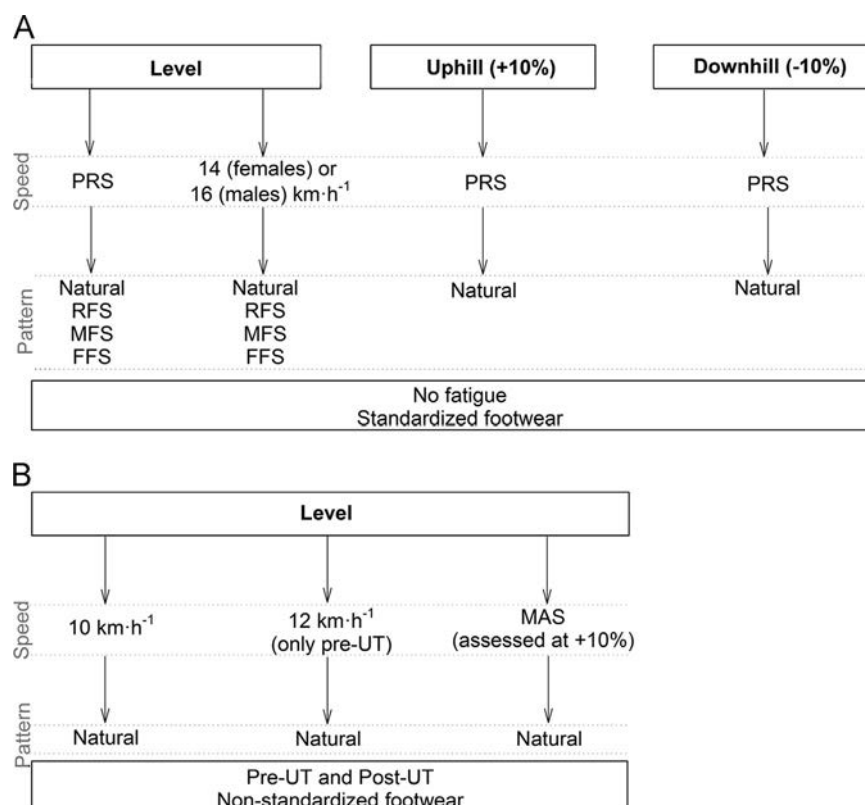 A
Level
Uphill (+10%)
Downhill (-10%)
Speed
PRS
14 (females) or
16 (males) km·h⁻¹
PRS
PRS
Pattern
Natural
RFS
MFS
FFS
Natural
RFS
MFS
FFS
Natural
Natural
No fatigue
Standardized footwear
B
Level
Speed
10 km·h⁻¹
12 km·h⁻¹
(only pre-UT)
MAS
(assessed at +10%)
Pattern
Natural
Natural
Natural
Pre-UT and Post-UT
Non-standardized footwear